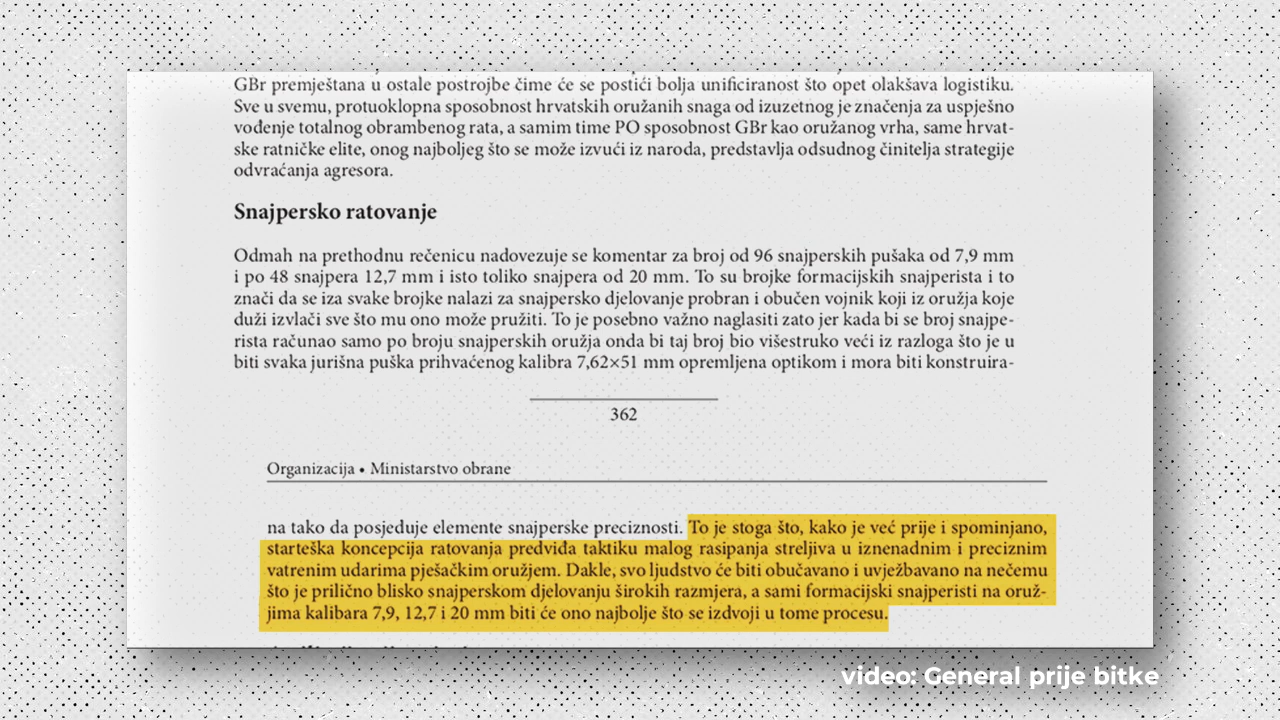 GBr premještana u ostale postrojbe čime će se postići bolja unificiranost što opet olakšava logistiku.
Sve u svemu, protuoklopna sposobnost hrvatskih oružanih snaga od izuzetnog je značenja za uspješno
vođenje totalnog obrambenog rata, a samim time PO sposobnost GBr kao oružanog vrha, same hrvat-
ske ratničke elite, onog najboljeg što se može izvući iz naroda, predstavlja odsudnog činitelja strategije
odvraćanja agresora.
Snajpersko ratovanje
Odmah na prethodnu rečenicu nadovezuje se komentar za broj od 96 snajperskih pušaka od 7,9 mm
i po 48 snajpera 12,7 mm i isto toliko snajpera od 20 mm. To su brojke formacijskih snajperista i to
znači da se iza svake brojke nalazi za snajpersko djelovanje probran i obučen vojnik koji iz oružja koje
duži izvlači sve što mu ono može pružiti. To je posebno važno naglasiti zato jer kada bi se broj snajpe-
rista računao samo po broju snajperskih oružja onda bi taj broj bio višestruko veći iz razloga što je u
biti svaka jurišna puška prihvaćenog kalibra 7,62×51 mm opremljena optikom i mora biti konstruira-
362
Organizacija • Ministarstvo obrane
na tako da posjeduje elemente snajperske preciznosti. To je stoga što, kako je već prije i spominjano,
starteška koncepcija ratovanja predviđa taktiku malog rasipanja streljiva u iznenadnim i preciznim
vatrenim udarima pješačkim oružjem. Dakle, svo ljudstvo će biti obučavano i uvježbavano na nečemu
što je prilično blisko snajperskom djelovanju širokih razmjera, a sami formacijski snajperisti na oruž-
jima kalibara 7,9, 12,7 i 20 mm biti će ono najbolje što se izdvoji u tome procesu.
video: General prije bitke